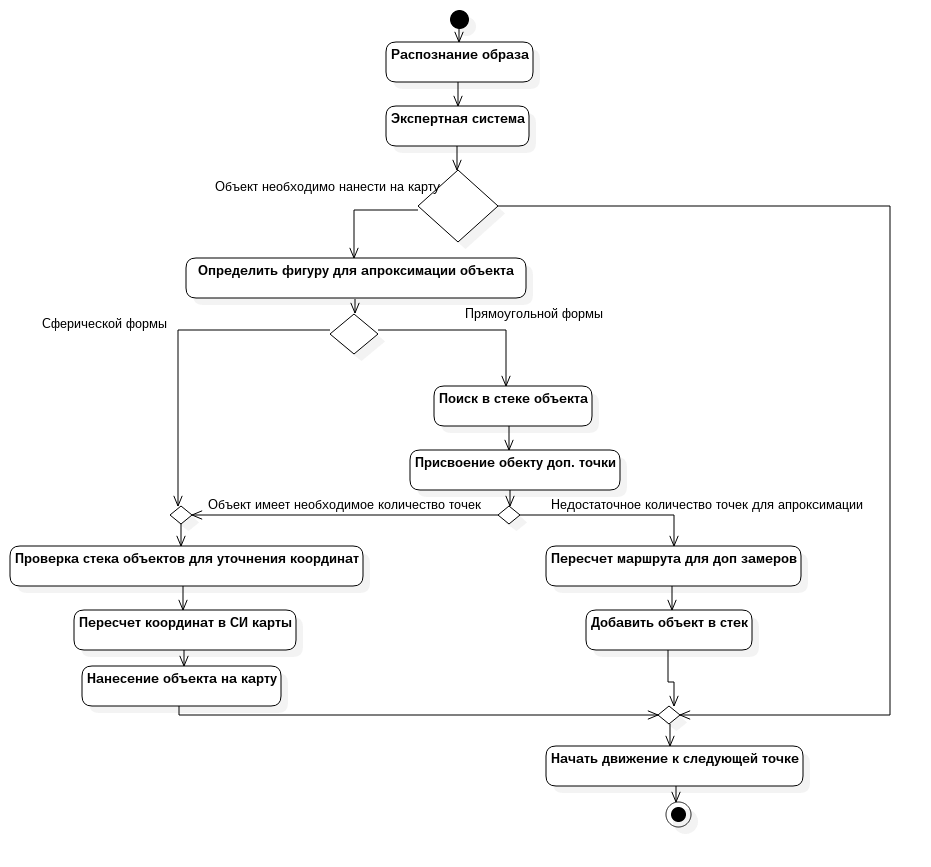 Распознание образа
Экспертная система
Объект необходимо нанести на карту
Определить фигуру для апроксимации объекта
Сферической формы
Прямоугольной формы
Поиск в стеке объекта
Присвоение обекту доп. точки
Объект имеет необходимое количество точек
Недостаточное количество точек для апроксимации
Проверка стека объектов для уточнения координат
Пересчет маршрута для доп замеров
Пересчет координат в СИ карты
Добавить объект в стек
Нанесение объекта на карту
Начать движение к следующей точке